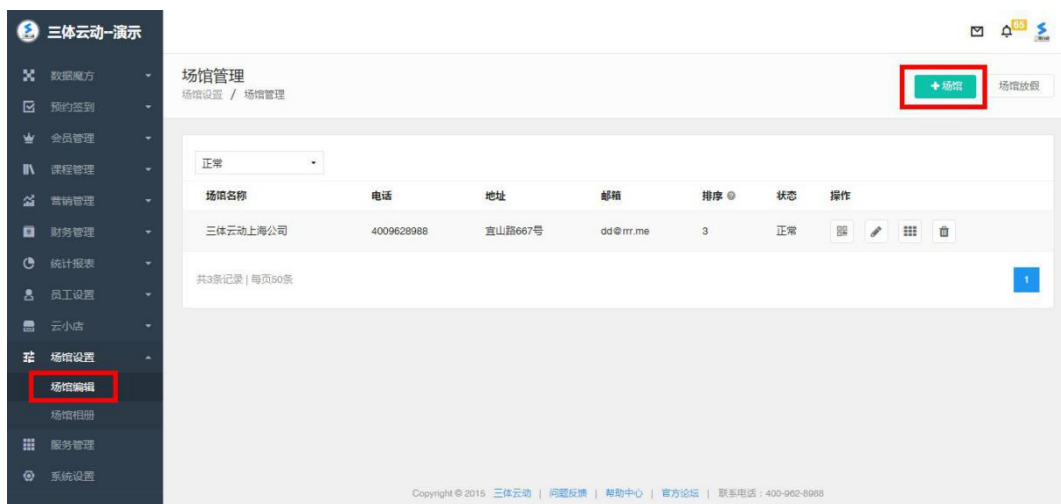 三体云动--演示
65
数据魔方
预约签到
会员管理
课程管理
营销管理
财务管理
统计报表
员工设置
云小店
场馆设置
场馆编辑
场馆相册
服务管理
系统设置
场馆管理
场馆设置 / 场馆管理
+场馆 场馆放假
正常
场馆名称 电话 地址 邮箱 排序 状态 操作
三体云动上海公司 4009628988 宜山路667号 dd@rrr.me 3 正常
共3条记录 | 每页50条
1
Copyright © 2015 三体云动 | 问题反馈 | 帮助中心 | 官方论坛 | 联系电话:400-962-8988